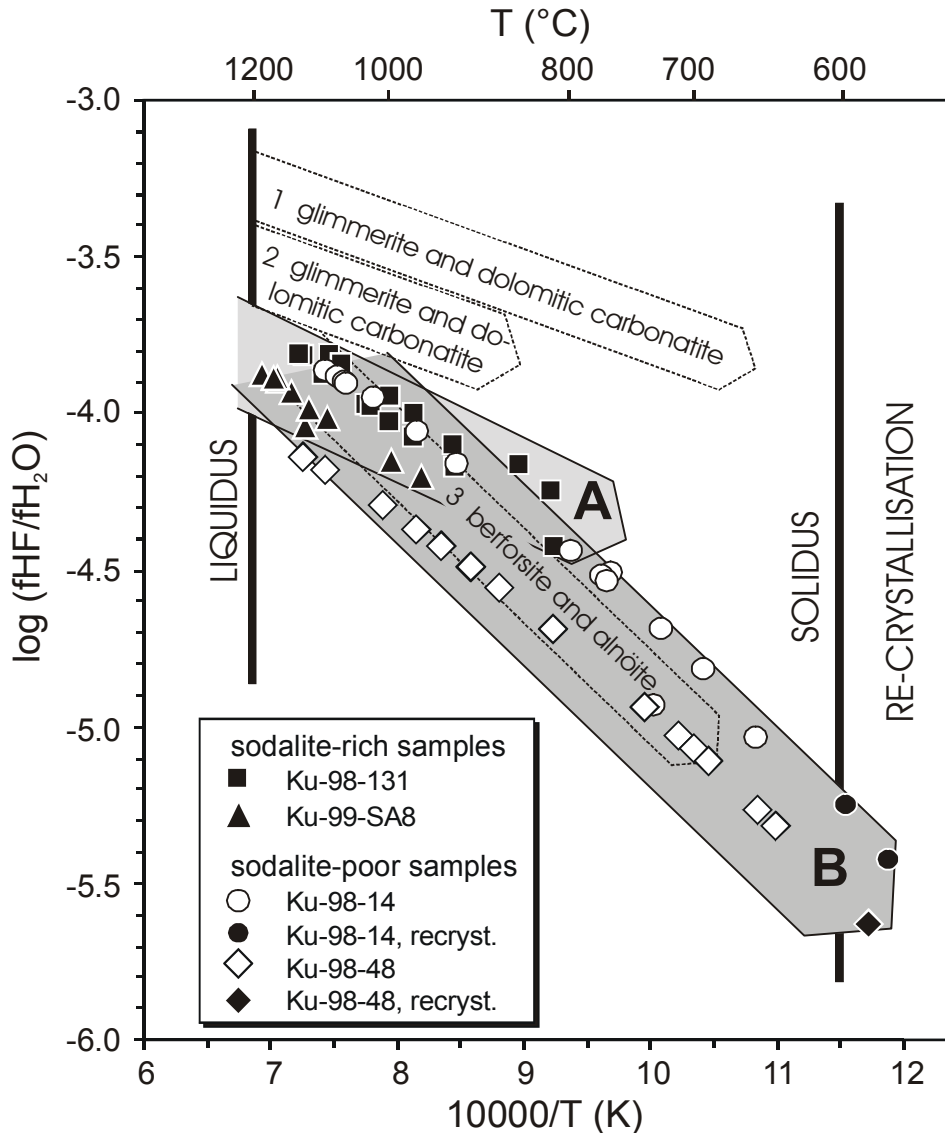 T (°C)
1200 1000 800 700 600
-3.0
-3.5
-4.0
-4.5
-5.0
-5.5
-6.0
log (fHF/fH₂O)
1 glimmerite and dolomitic carbonatite
2 glimmerite and do-
lomitic carbonatite
3 berforsite and alnöite
A
B
LIQUIDUS
SOLIDUS
RE-CRYSTALLISATION
sodalite-rich samples
Ku-98-131
Ku-99-SA8
sodalite-poor samples
Ku-98-14
Ku-98-14, recryst.
Ku-98-48
Ku-98-48, recryst.
6 7 8 9 10 11 12
10000/T (K)